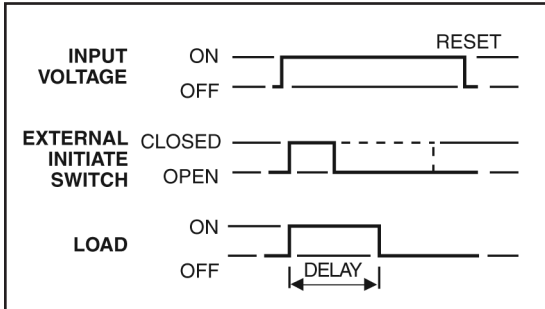 RESET
INPUT
VOLTAGE
ON
OFF
EXTERNAL
INITIATE
SWITCH
CLOSED
OPEN
LOAD
ON
OFF
DELAY